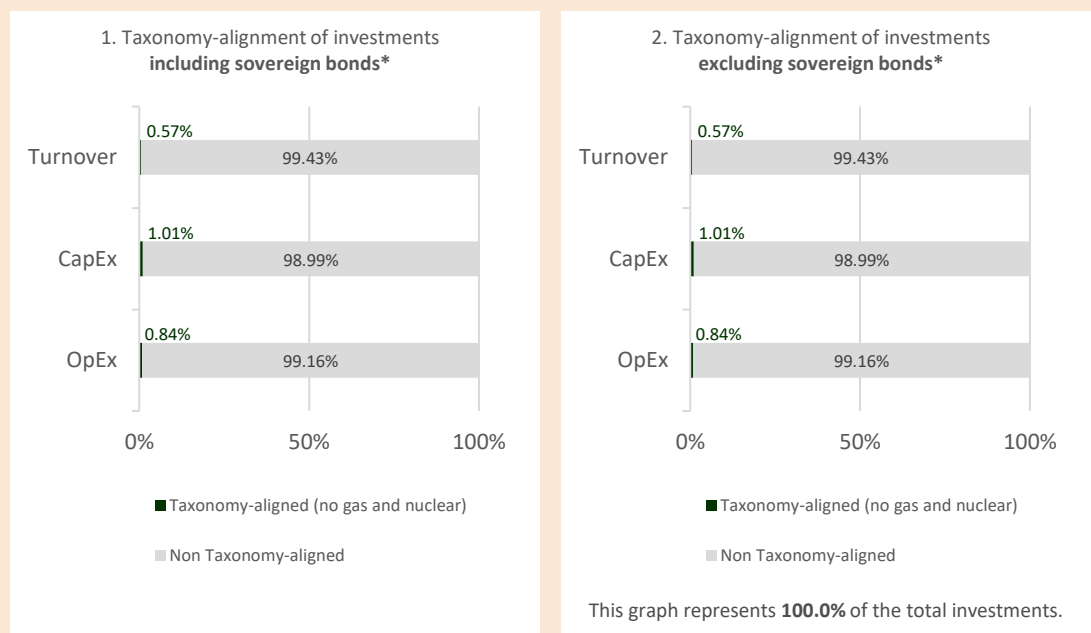 1. Taxonomy-alignment of investments
including sovereign bonds*
0.57%
Turnover
99.43%
1.01%
CapEx
98.99%
0.84%
OpEx
99.16%
0%
50%
100%
Taxonomy-aligned (no gas and nuclear)
Non Taxonomy-aligned
2. Taxonomy-alignment of investments
excluding sovereign bonds*
0.57%
Turnover
99.43%
1.01%
CapEx
98.99%
0.84%
OpEx
99.16%
0%
50%
100%
Taxonomy-aligned (no gas and nuclear)
Non Taxonomy-aligned
This graph represents 100.0% of the total investments.